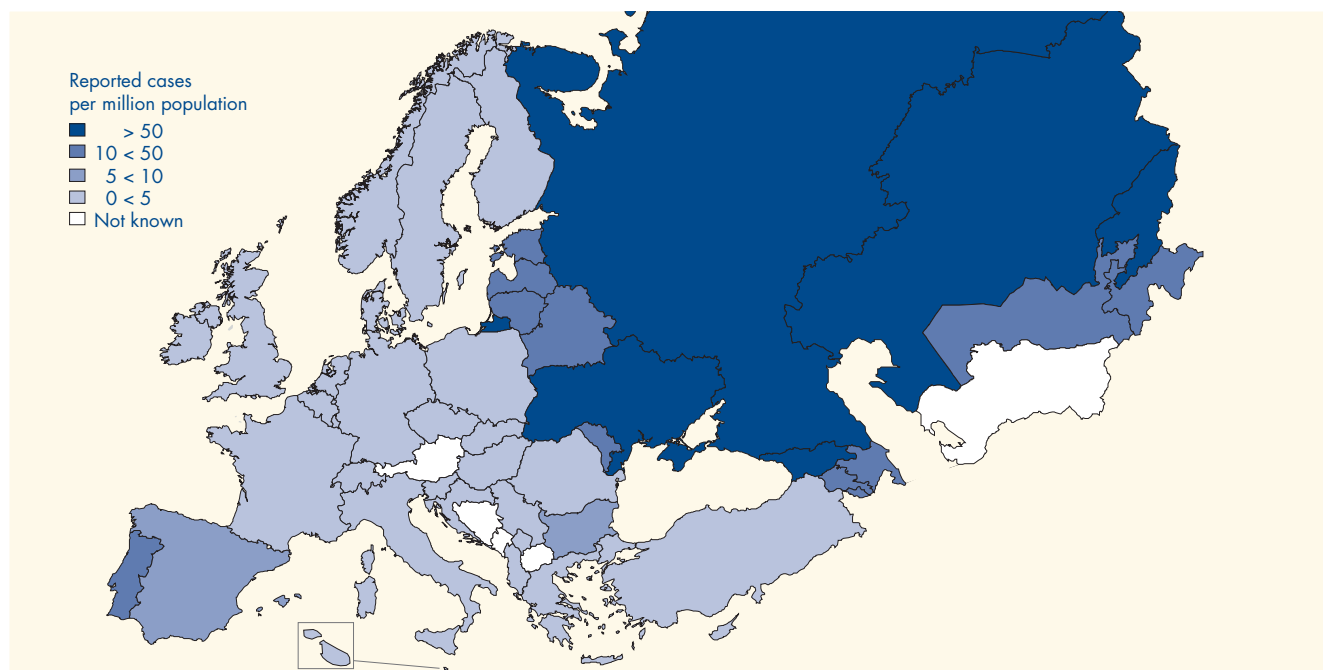 Reported cases
per million population
> 50
10 < 50
5 < 10
0 < 5
Not known